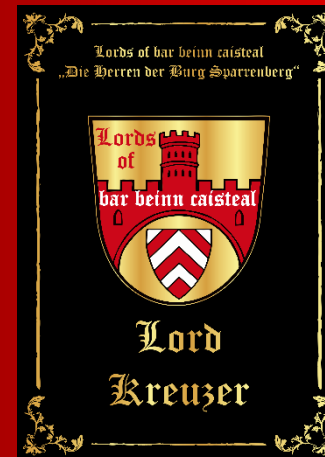 Lords of bar beinn caisteal
„Die Herren der Burg Sparrenberg“
Lords
of
bar beinn caisteal
Lord
Kreuzer